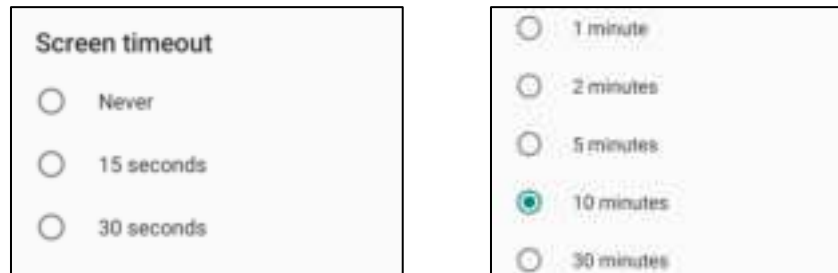 Screen timeout
Never
15 seconds
30 seconds
1 minute
2 minutes
5 minutes
10 minutes
30 minutes